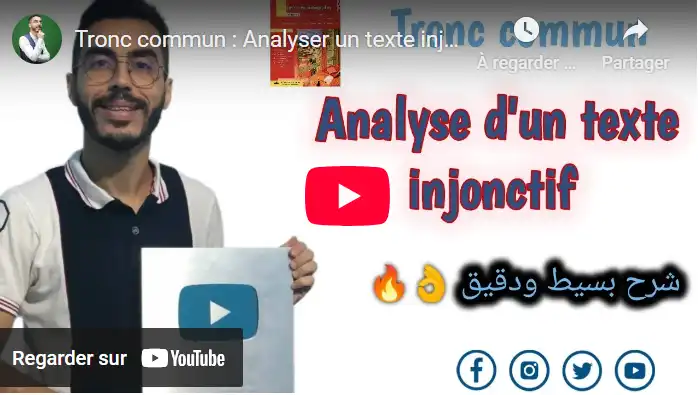 Tronc commun : Analyser un texte inj...
Tronc commun
À regarder ...
Partager
Analyse d'un texte
injonctif
شرح بسيط ودقيق 👌🔥
Regarder sur YouTube